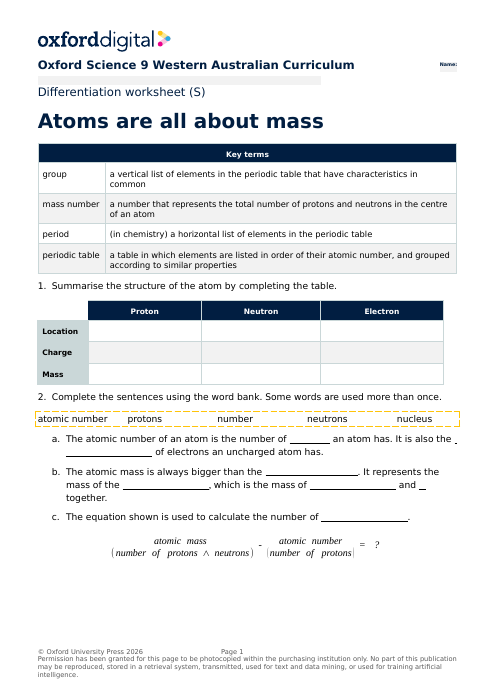 oxforddigital
Oxford Science 9 Western Australian Curriculum
Name:
Differentiation worksheet (S)
Atoms are all about mass
Key terms
group
a vertical list of elements in the periodic table that have characteristics in
common
mass number
a number that represents the total number of protons and neutrons in the centre
of an atom
period
(in chemistry) a horizontal list of elements in the periodic table
periodic table
a table in which elements are listed in order of their atomic number, and grouped
according to similar properties
1. Summarise the structure of the atom by completing the table.
Proton Neutron Electron
Location
Charge
Mass
2. Complete the sentences using the word bank. Some words are used more than once.
atomic number protons number neutrons nucleus
a. The atomic number of an atom is the number of ________ an atom has. It is also the _
__________________ of electrons an uncharged atom has.
b. The atomic mass is always bigger than the ___________________. It represents the
mass of the __________________, which is the mass of __________________ and _
together.
c. The equation shown is used to calculate the number of __________________.
atomic mass
(number of protons ∧ neutrons)
-
atomic number
(number of protons)
= ?
© Oxford University Press 2026 Page 1
Permission has been granted for this page to be photocopied within the purchasing institution only. No part of this publication
may be reproduced, stored in a retrieval system, transmitted, used for text and data mining, or used for training artificial
intelligence.